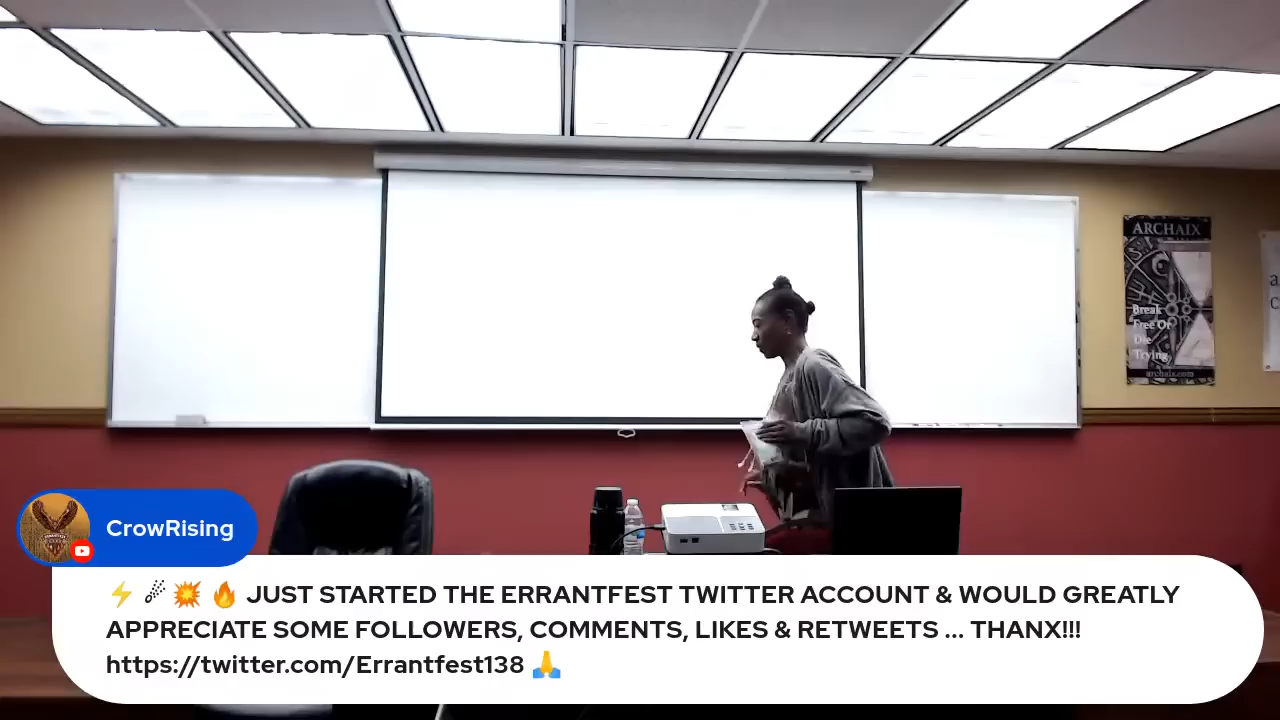 ARCHAIX
Break
Free Or
Die
Trying
archaix.com
CrowRising
⚡ ☄ 💥 🔥 JUST STARTED THE ERRANTFEST TWITTER ACCOUNT & WOULD GREATLY
APPRECIATE SOME FOLLOWERS, COMMENTS, LIKES & RETWEETS ... THANX!!!
https://twitter.com/Errantfest138 🙏